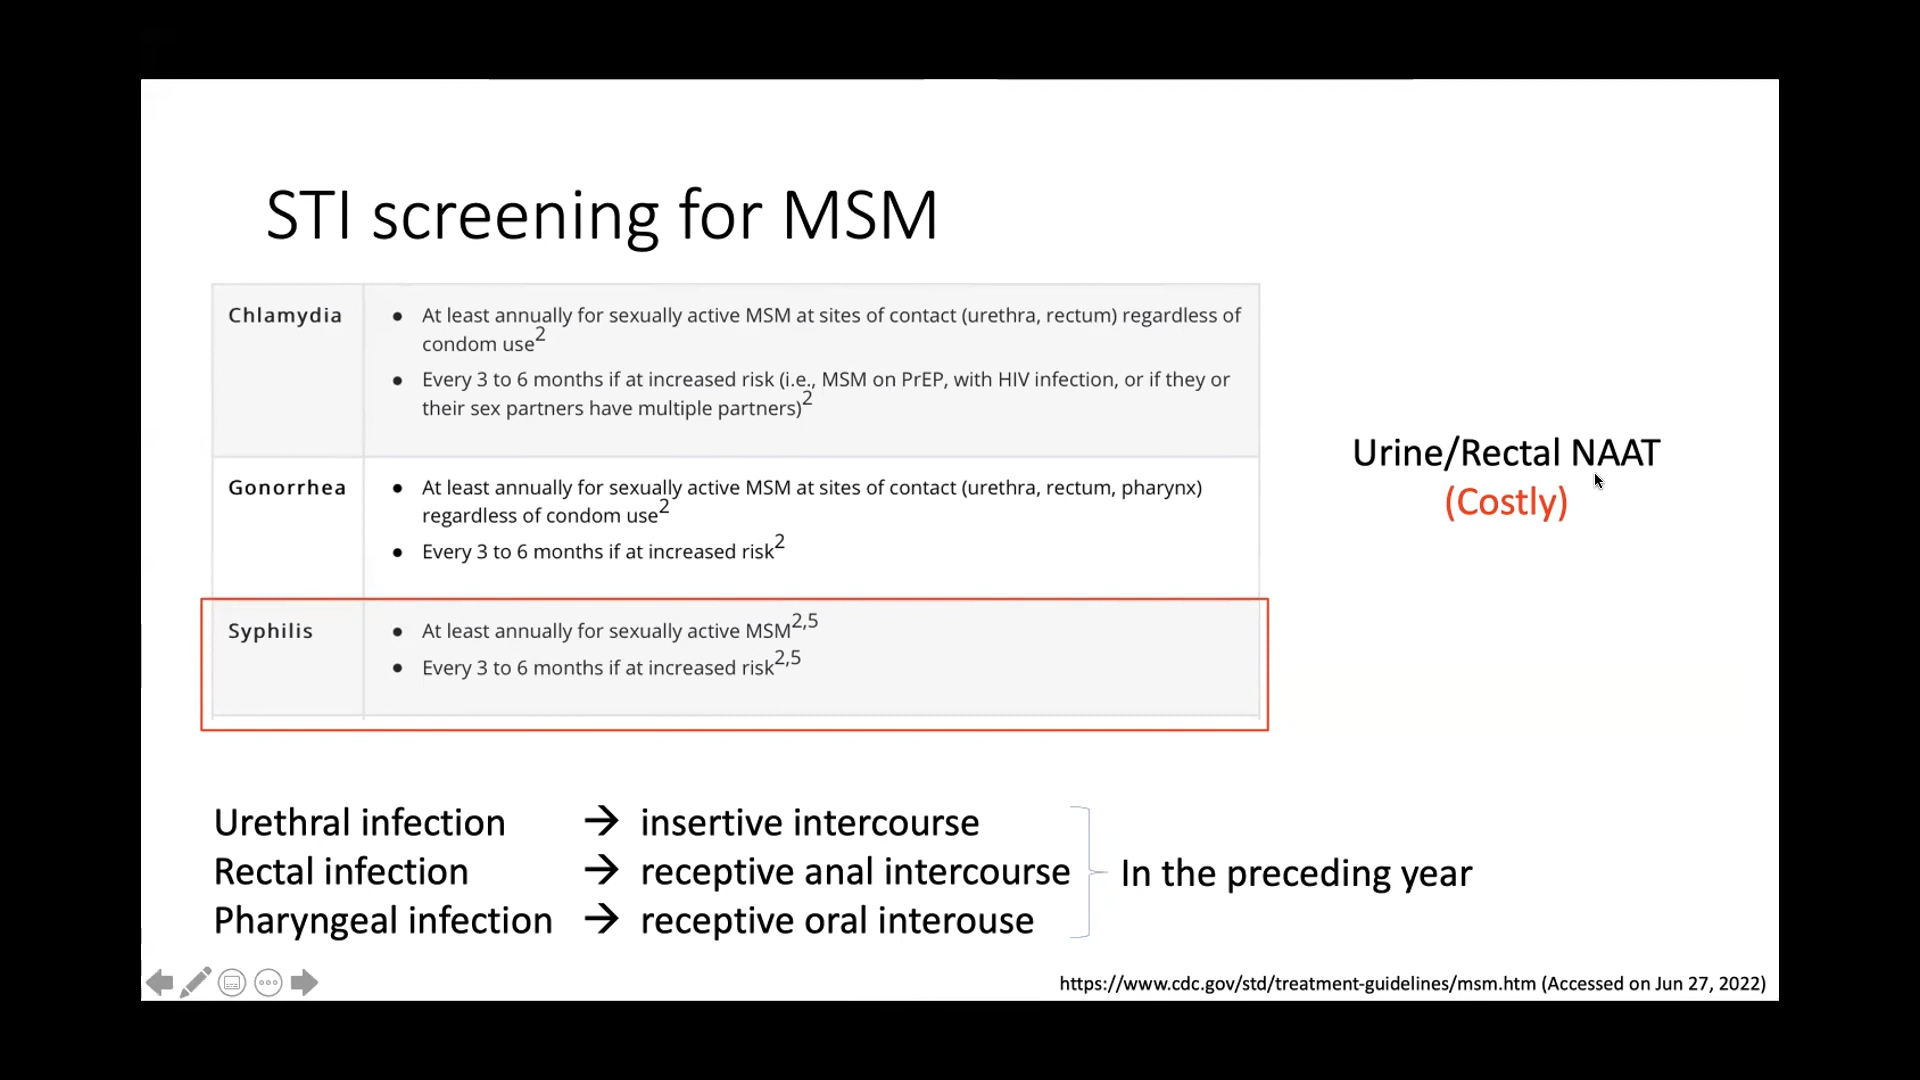 STI screening for MSM
Chlamydia
● At least annually for sexually active MSM at sites of contact (urethra, rectum) regardless of
condom use2
● Every 3 to 6 months if at increased risk (i.e., MSM on PrEP, with HIV infection, or if they or
their sex partners have multiple partners)2
Gonorrhea
● At least annually for sexually active MSM at sites of contact (urethra, rectum, pharynx)
regardless of condom use2
● Every 3 to 6 months if at increased risk2
Syphilis
● At least annually for sexually active MSM2,5
● Every 3 to 6 months if at increased risk2,5
Urine/Rectal NAAT
(Costly)
Urethral infection → insertive intercourse
Rectal infection → receptive anal intercourse
Pharyngeal infection → receptive oral interouse
In the preceding year
https://www.cdc.gov/std/treatment-guidelines/msm.htm (Accessed on Jun 27, 2022)